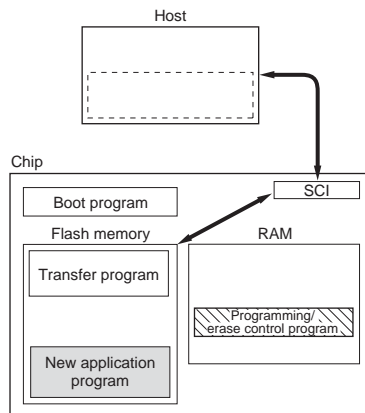 Host
Chip
SCI
Boot program
Flash memory
RAM
Transfer program
Programming/
erase control program
New application
program